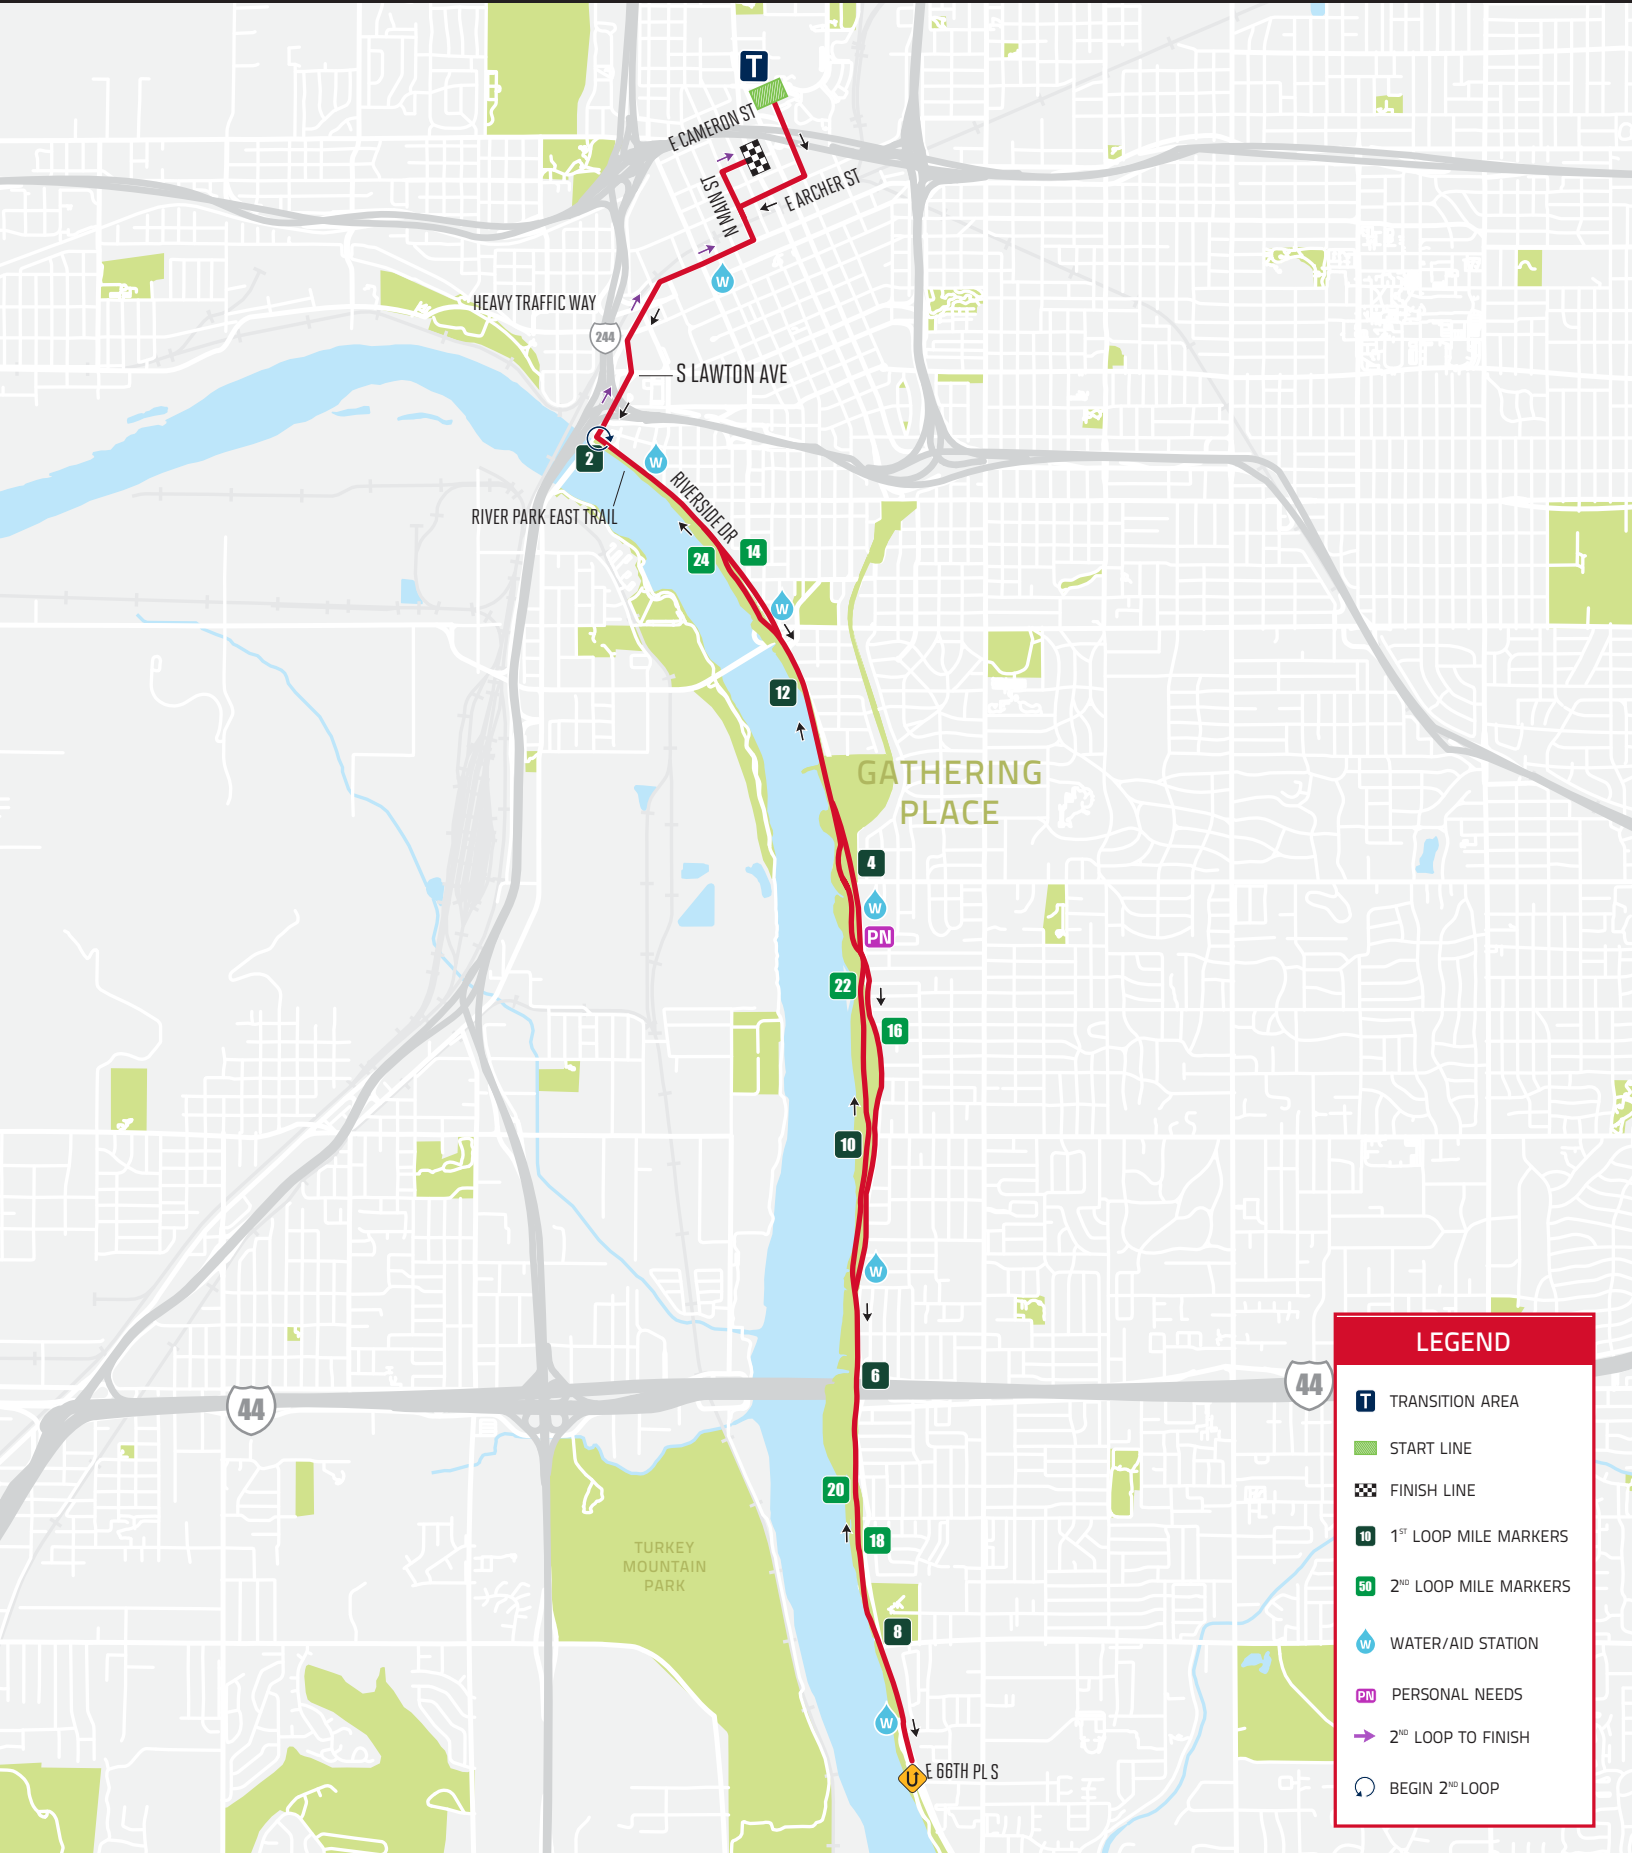 T
E CAMERON ST
N MAIN ST
E ARCHER ST
W
HEAVY TRAFFIC WAY
244
S LAWTON AVE
2
W
RIVERSIDE DR
RIVER PARK EAST TRAIL
24
14
W
12
GATHERING
PLACE
4
W
PN
22
16
10
W
6
44
44
20
18
TURKEY
MOUNTAIN
PARK
8
W
E 66TH PL S
LEGEND
T TRANSITION AREA
START LINE
FINISH LINE
10 1ST LOOP MILE MARKERS
50 2ND LOOP MILE MARKERS
W WATER/AID STATION
PN PERSONAL NEEDS
2ND LOOP TO FINISH
BEGIN 2ND LOOP